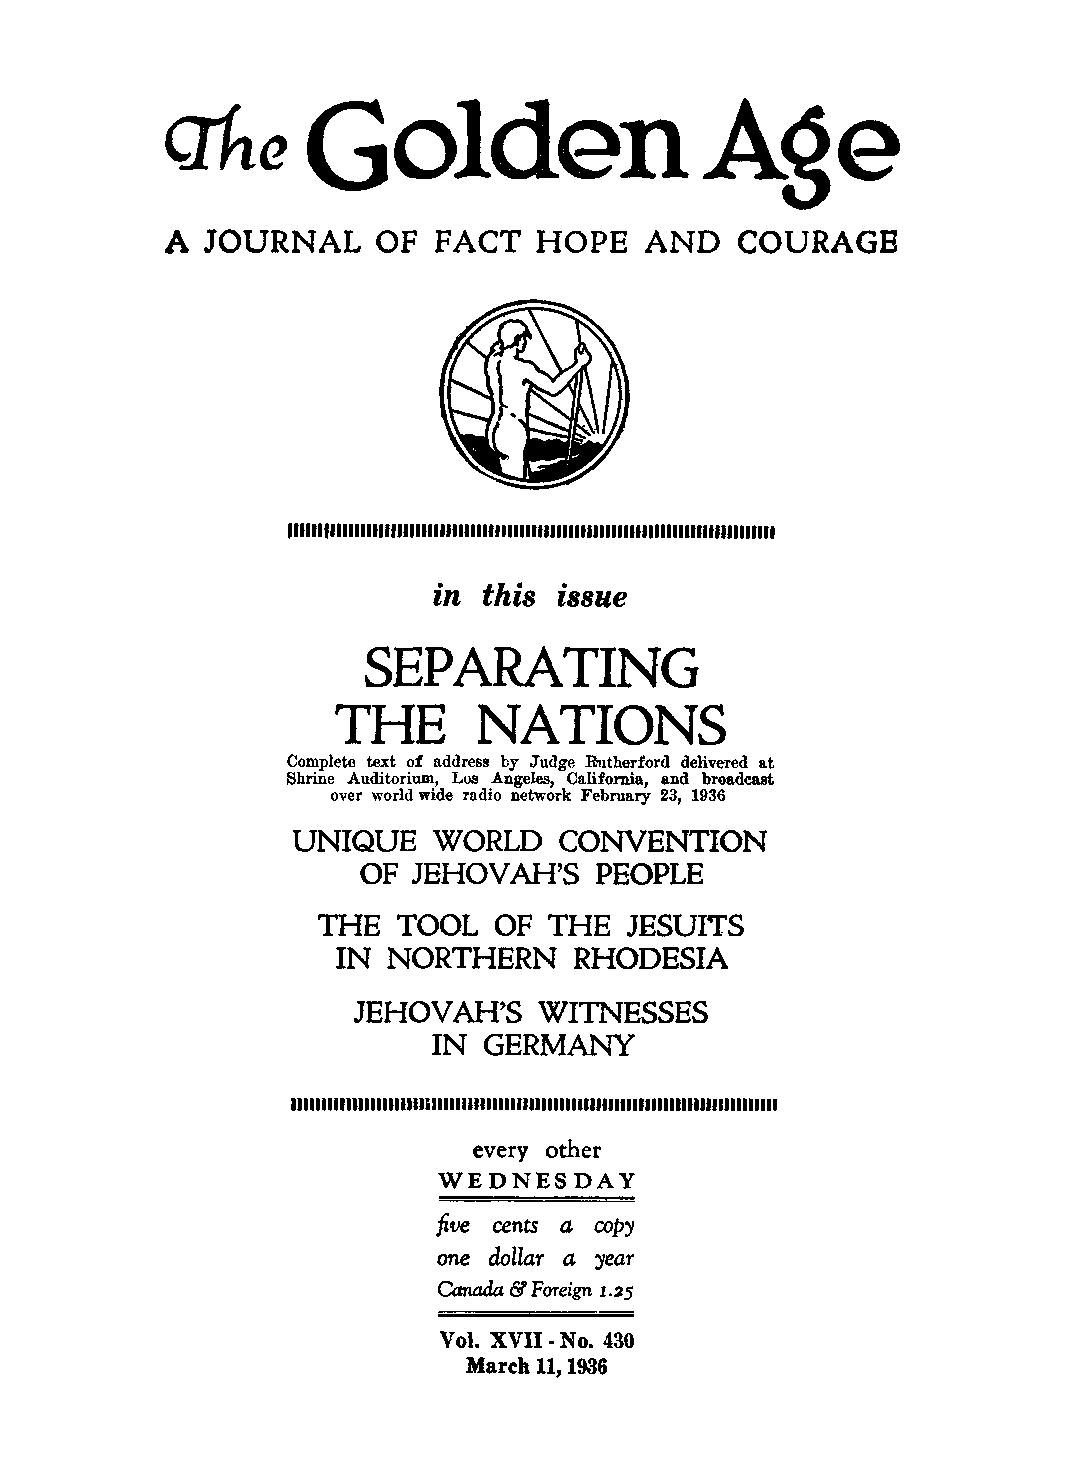 The Golden Age
A JOURNAL OF FACT HOPE AND COURAGE
in this issue
SEPARATING
THE NATIONS
Complete text of address by Judge Rutherford delivered at
Shrine Auditorium, Los Angeles, California, and broadcast
over world wide radio network February 23, 1936
UNIQUE WORLD CONVENTION
OF JEHOVAH'S PEOPLE
THE TOOL OF THE JESUITS
IN NORTHERN RHODESIA
JEHOVAH'S WITNESSES
IN GERMANY
every other
WEDNESDAY
five cents a copy
one dollar a year
Canada & Foreign 1.25
Vol. XVII - No. 430
March 11, 1936